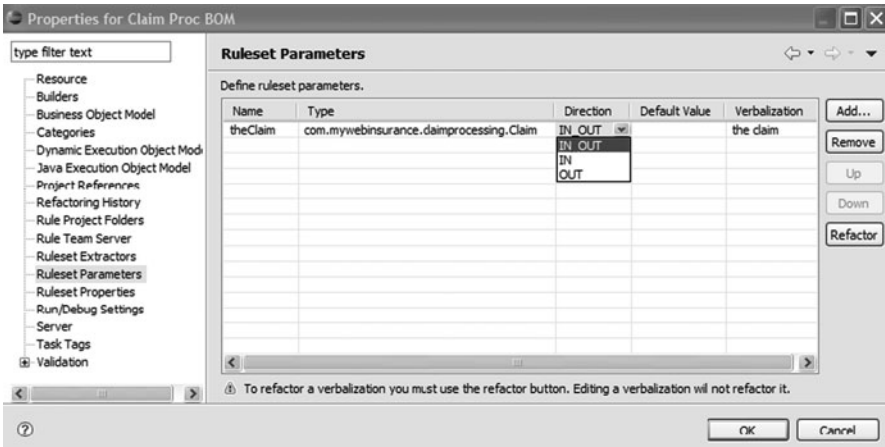 Properties for Claim Proc BOM
type filter text
Resource
Builders
Business Object Model
Categories
Dynamic Execution Object Mod
Java Execution Object Model
Project References
Refactoring History
Rule Project Folders
Rule Team Server
Ruleset Extractors
Ruleset Parameters
Ruleset Properties
Run/Debug Settings
Server
Task Tags
Validation
Ruleset Parameters
Define ruleset parameters.
Name Type Direction Default Value Verbalization
theClaim com.mywebinsurance.claimprocessing.Claim IN_OUT the claim
IN_OUT
IN
OUT
Add...
Remove
Up
Down
Refactor
To refactor a verbalization you must use the refactor button. Editing a verbalization wil not refactor it.
OK Cancel